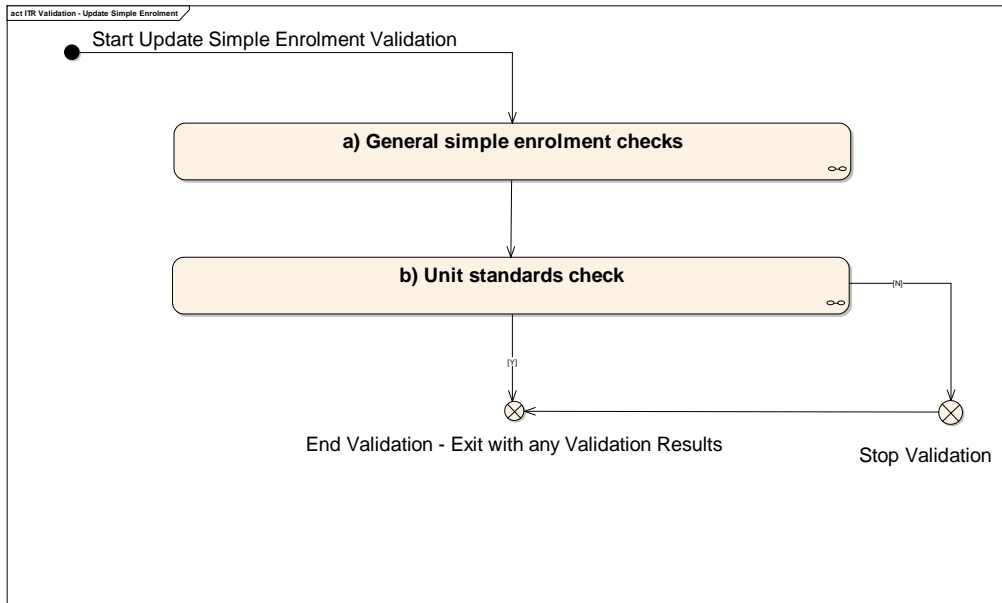 act ITR Validation - Update Simple Enrolment
Start Update Simple Enrolment Validation
a) General simple enrolment checks
b) Unit standards check
[N]
[Y]
End Validation - Exit with any Validation Results
Stop Validation